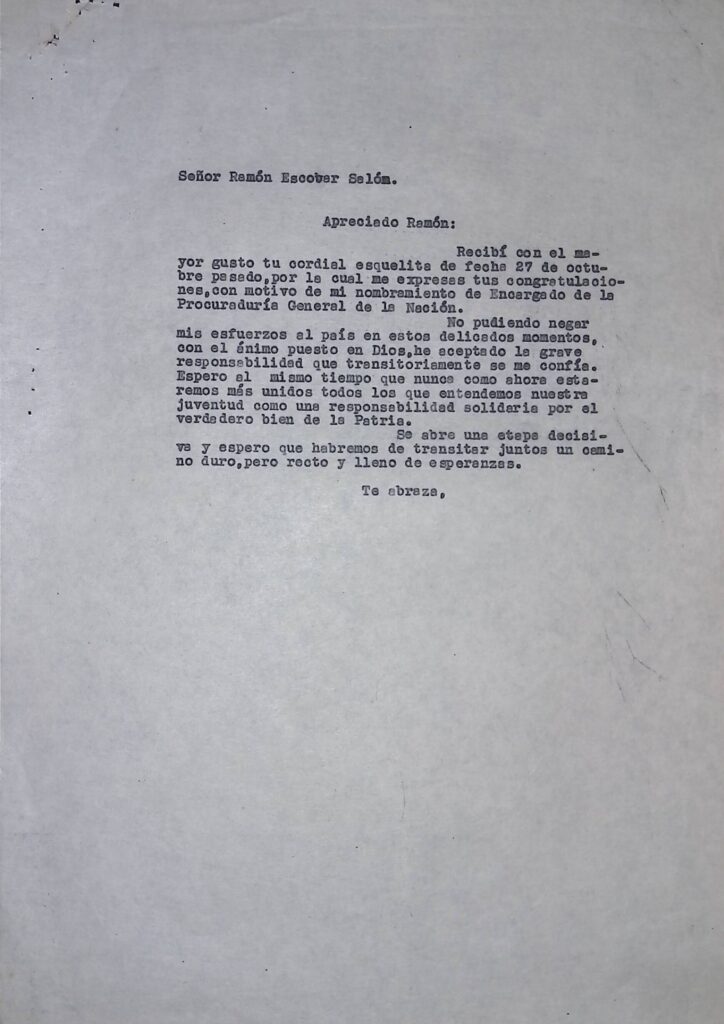 Señor Ramón Escobar Salóm.
Apreciado Ramón:
Recibí con el ma-
yor gusto tu cordial esquelita de fecha 27 de octu-
bre pasado,por la cual me expresas tus congratulacio-
nes,con motivo de mi nombramiento de Encargado de la
Procuraduría General de la Nación.
No pudiendo negar
mis esfuerzos al país en estos delicados momentos,
con el ánimo puesto en Dios,he aceptado la grave
responsabilidad que transitoriamente se me confía.
Espero al mismo tiempo que nunca como ahora esta-
remos más unidos todos los que entendemos nuestra
juventud como una responsabilidad solidaria por el
verdadero bien de la Patria.
Se abre una etapa decisi-
va y espero que habremos de transitar juntos un cami-
no duro,pero recto y lleno de esperanzas.
Te abraza,